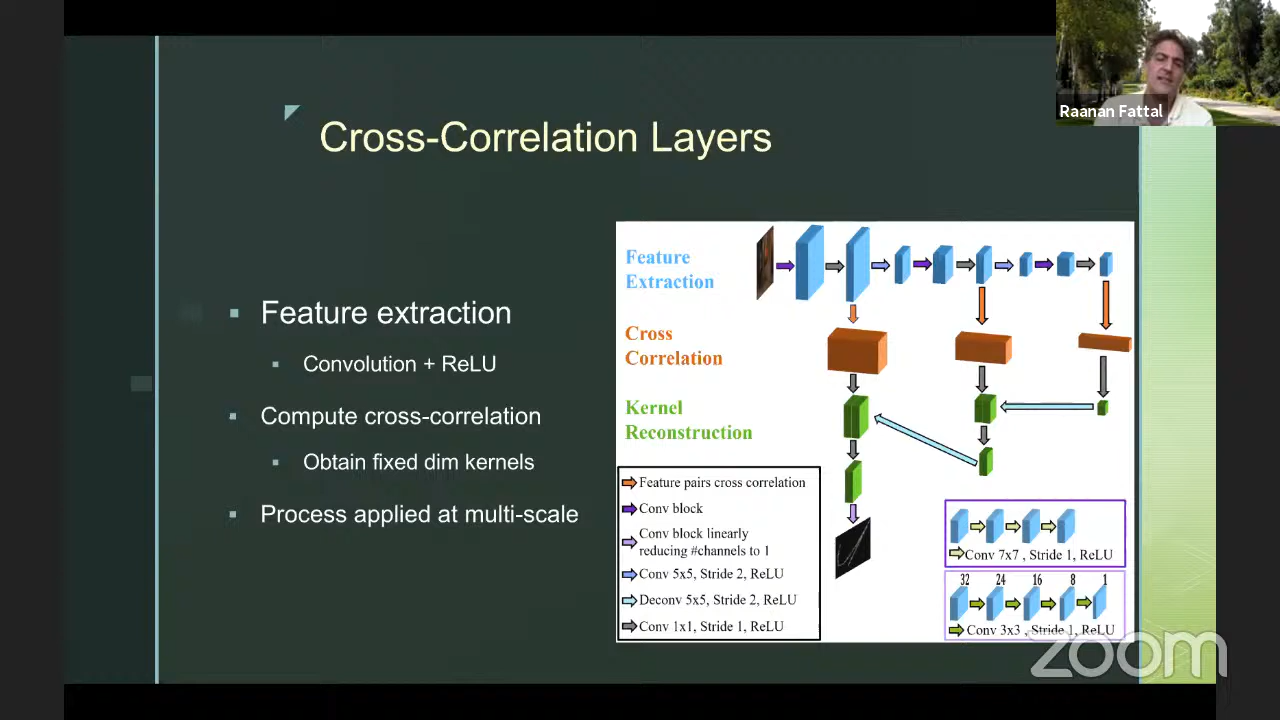 Raanan Fattal
Cross-Correlation Layers
Feature extraction
Convolution + ReLU
Compute cross-correlation
Obtain fixed dim kernels
Process applied at multi-scale
Feature
Extraction
Cross
Correlation
Kernel
Reconstruction
Feature pairs cross correlation
Conv block
Conv block linearly
reducing #channels to 1
Conv 5x5, Stride 2, ReLU
Deconv 5x5, Stride 2, ReLU
Conv 1x1, Stride 1, ReLU
Conv 7x7 , Stride 1, ReLU
32 24 16 8 1
Conv 3x3 , Stride 1, ReLU
zoom